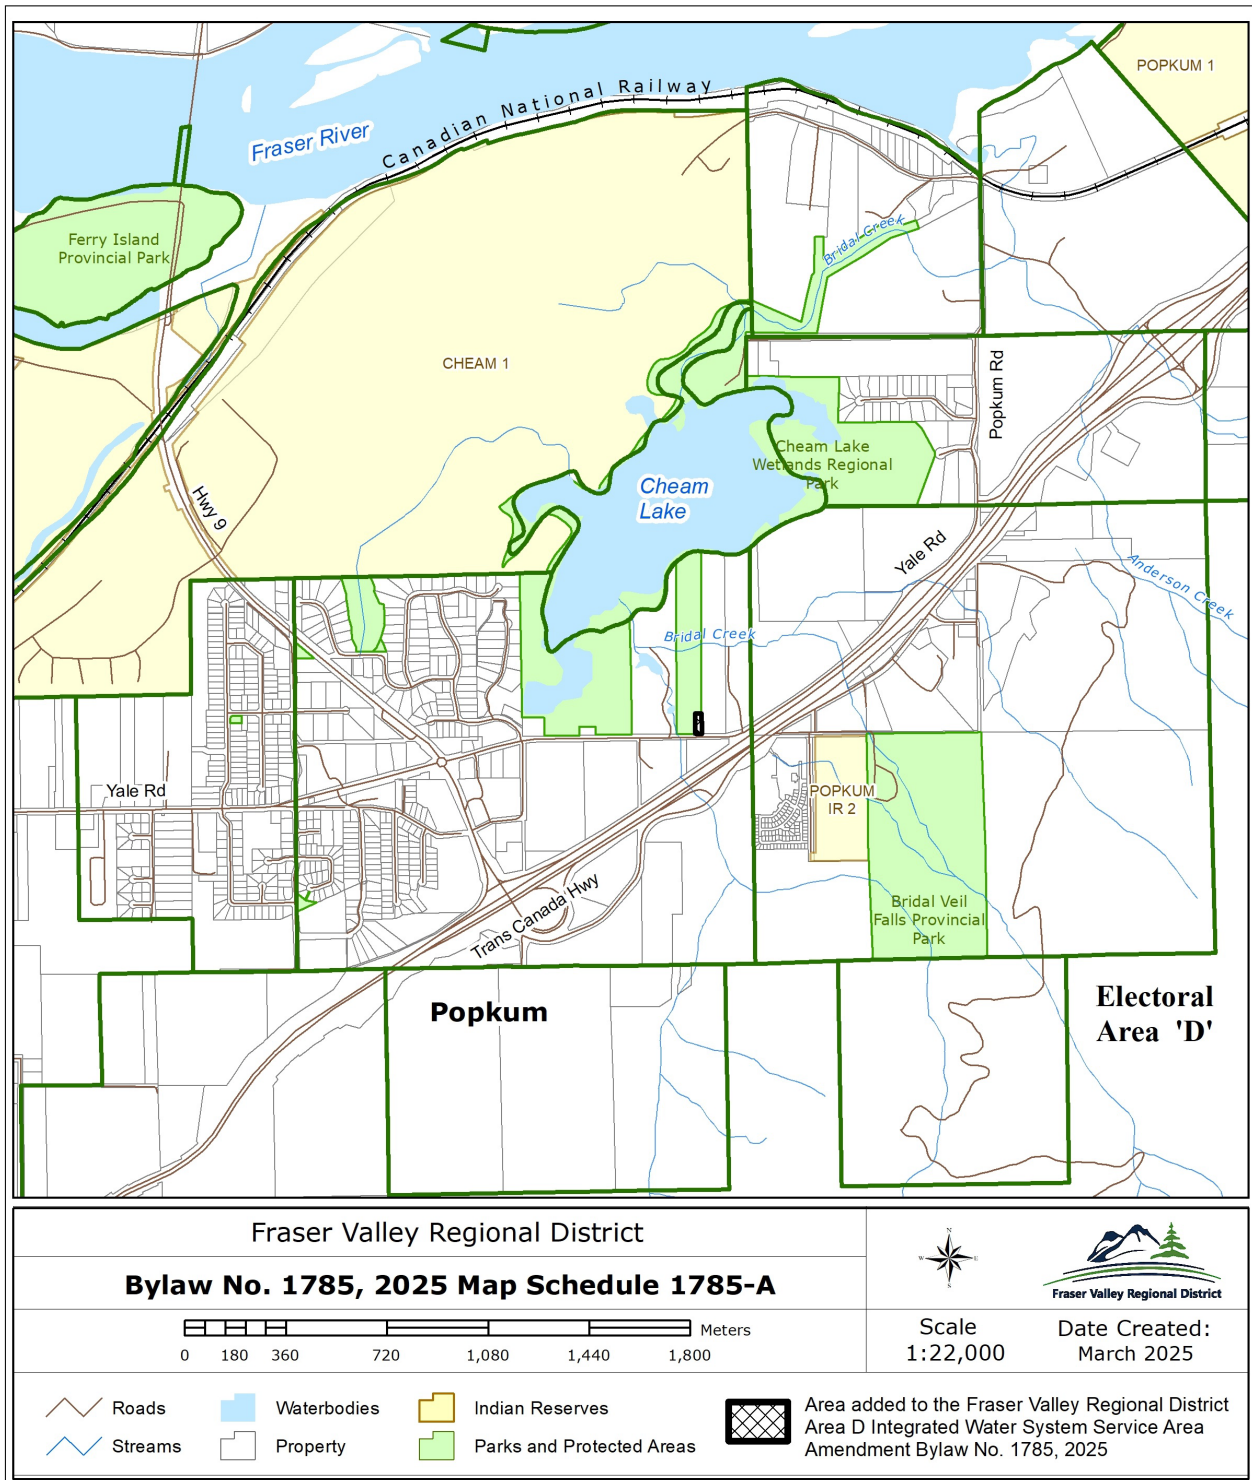 POPKUM 1
Canadian National Railway
Fraser River
Bridal Creek
Ferry Island
Provincial Park
CHEAM 1
Popkum Rd
Cheam Lake
Wetlands Regional
Park
Cheam
Lake
Hwy 9
Yale Rd
Anderson Creek
Bridal Creek
Yale Rd
POPKUM
IR 2
Trans Canada Hwy
Bridal Veil
Falls Provincial
Park
Popkum
Electoral
Area 'D'
Fraser Valley Regional District
Bylaw No. 1785, 2025 Map Schedule 1785-A
Meters
0 180 360 720 1,080 1,440 1,800
N
W E
S
Fraser Valley Regional District
Scale
1:22,000
Date Created:
March 2025
Roads
Waterbodies
Indian Reserves
Streams
Property
Parks and Protected Areas
Area added to the Fraser Valley Regional District
Area D Integrated Water System Service Area
Amendment Bylaw No. 1785, 2025